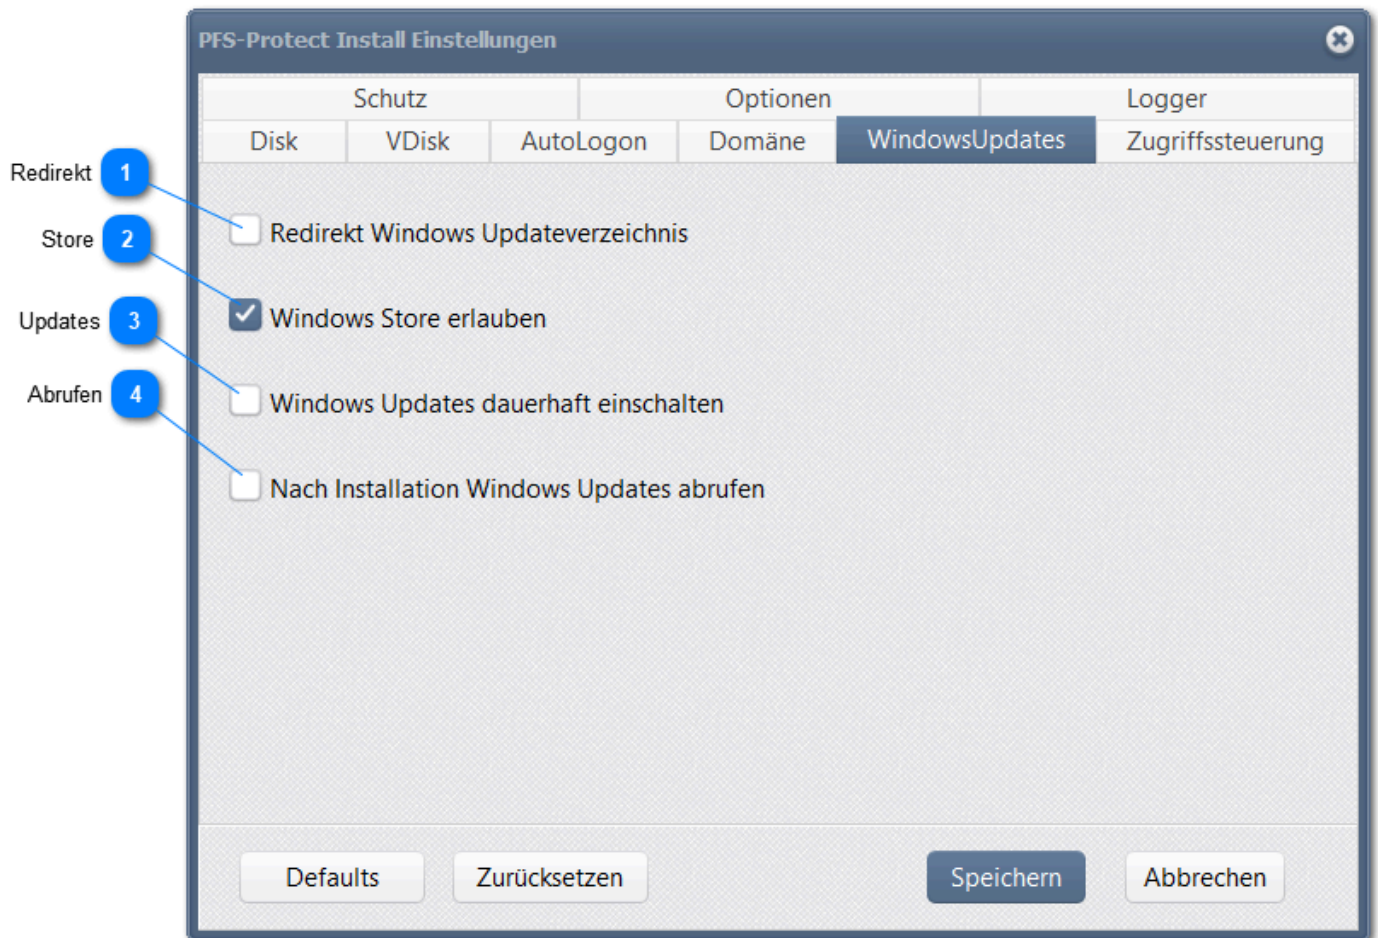 PFS-Protect Install Einstellungen
Schutz Optionen Logger
Disk VDisk AutoLogon Domäne WindowsUpdates Zugriffssteuerung
Redirekt 1
Redirekt Windows Updateverzeichnis
Store 2
Windows Store erlauben
Updates 3
Windows Updates dauerhaft einschalten
Abrufen 4
Nach Installation Windows Updates abrufen
Defaults Zurücksetzen Speichern Abbrechen